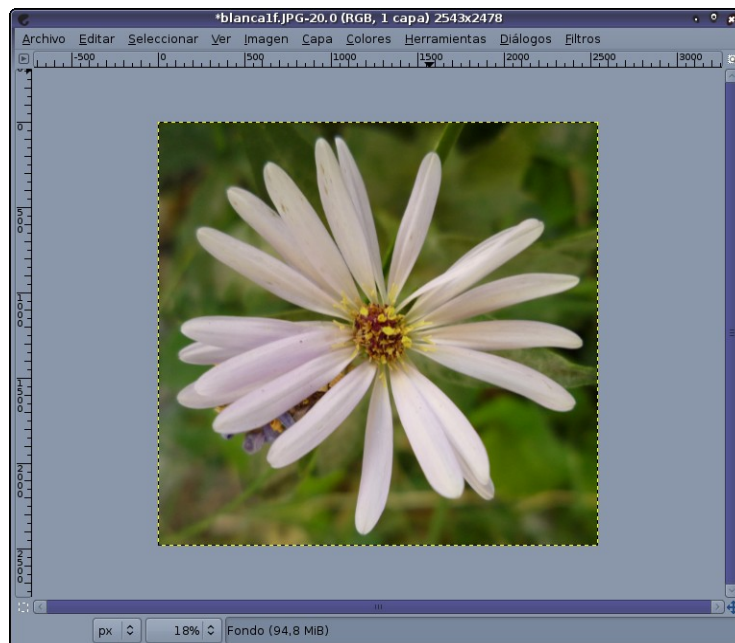 *blanca1f.JPG-20.0 (RGB, 1 capa) 2543x2478
Archivo Editar Seleccionar Ver Imagen Capa Colores Herramientas Diálogos Filtros
-500 0 500 1000 1500 2000 2500 3000
0
500
1000
1500
2000
2500
px 18% Fondo (94,8 MiB)